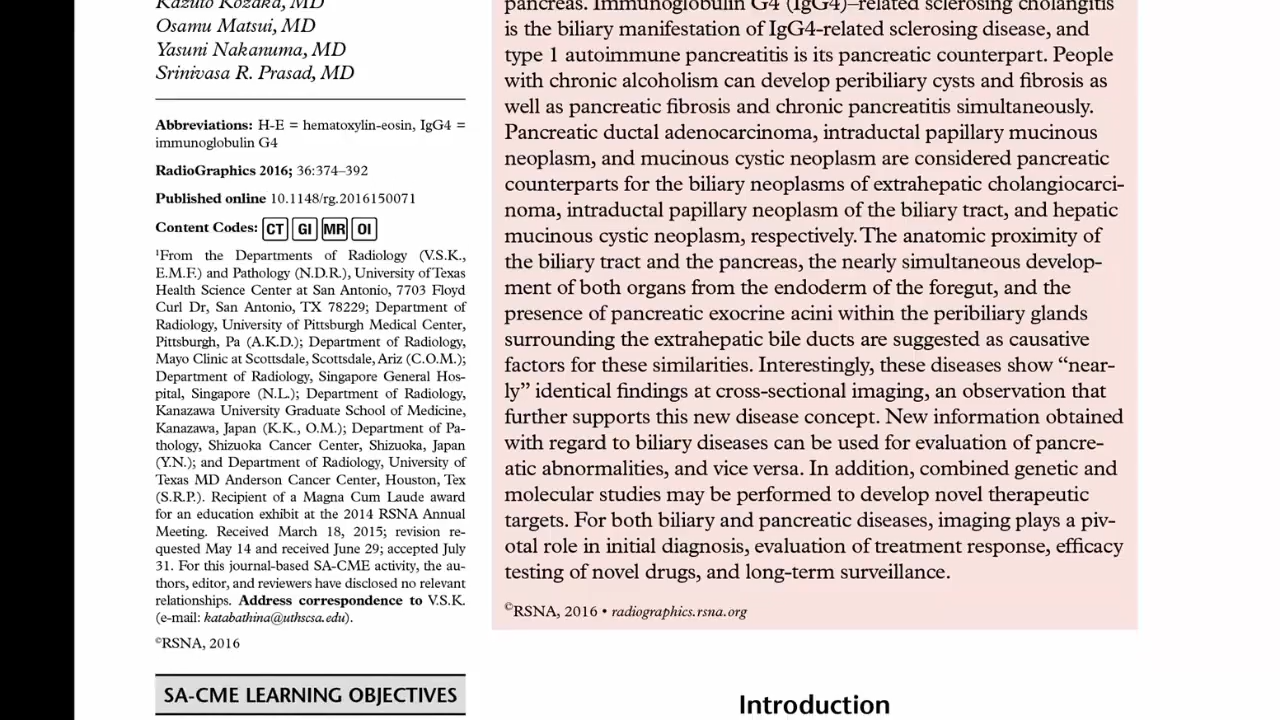 Kazuto Kozaka, MD
Osamu Matsui, MD
Yasuni Nakanuma, MD
Srinivasa R. Prasad, MD
Abbreviations: H-E = hematoxylin-eosin, IgG4 =
immunoglobulin G4
RadioGraphics 2016; 36:374–392
Published online 10.1148/rg.2016150071
Content Codes: CT GI MR OI
¹From the Departments of Radiology (V.S.K.,
E.M.F.) and Pathology (N.D.R.), University of Texas
Health Science Center at San Antonio, 7703 Floyd
Curl Dr, San Antonio, TX 78229; Department of
Radiology, University of Pittsburgh Medical Center,
Pittsburgh, Pa (A.K.D.); Department of Radiology,
Mayo Clinic at Scottsdale, Scottsdale, Ariz (C.O.M.);
Department of Radiology, Singapore General Hos-
pital, Singapore (N.L.); Department of Radiology,
Kanazawa University Graduate School of Medicine,
Kanazawa, Japan (K.K., O.M.); Department of Pa-
thology, Shizuoka Cancer Center, Shizuoka, Japan
(Y.N.); and Department of Radiology, University of
Texas MD Anderson Cancer Center, Houston, Tex
(S.R.P.). Recipient of a Magna Cum Laude award
for an education exhibit at the 2014 RSNA Annual
Meeting. Received March 18, 2015; revision re-
quested May 14 and received June 29; accepted July
31. For this journal-based SA-CME activity, the au-
thors, editor, and reviewers have disclosed no relevant
relationships. Address correspondence to V.S.K.
(e-mail: katabathina@uthscsa.edu).
©RSNA, 2016
SA-CME LEARNING OBJECTIVES
pancreas. Immunoglobulin G4 (IgG4)–related sclerosing cholangitis
is the biliary manifestation of IgG4-related sclerosing disease, and
type 1 autoimmune pancreatitis is its pancreatic counterpart. People
with chronic alcoholism can develop peribiliary cysts and fibrosis as
well as pancreatic fibrosis and chronic pancreatitis simultaneously.
Pancreatic ductal adenocarcinoma, intraductal papillary mucinous
neoplasm, and mucinous cystic neoplasm are considered pancreatic
counterparts for the biliary neoplasms of extrahepatic cholangiocarci-
noma, intraductal papillary neoplasm of the biliary tract, and hepatic
mucinous cystic neoplasm, respectively. The anatomic proximity of
the biliary tract and the pancreas, the nearly simultaneous develop-
ment of both organs from the endoderm of the foregut, and the
presence of pancreatic exocrine acini within the peribiliary glands
surrounding the extrahepatic bile ducts are suggested as causative
factors for these similarities. Interestingly, these diseases show “near-
ly” identical findings at cross-sectional imaging, an observation that
further supports this new disease concept. New information obtained
with regard to biliary diseases can be used for evaluation of pancre-
atic abnormalities, and vice versa. In addition, combined genetic and
molecular studies may be performed to develop novel therapeutic
targets. For both biliary and pancreatic diseases, imaging plays a piv-
otal role in initial diagnosis, evaluation of treatment response, efficacy
testing of novel drugs, and long-term surveillance.
©RSNA, 2016 • radiographics.rsna.org
Introduction